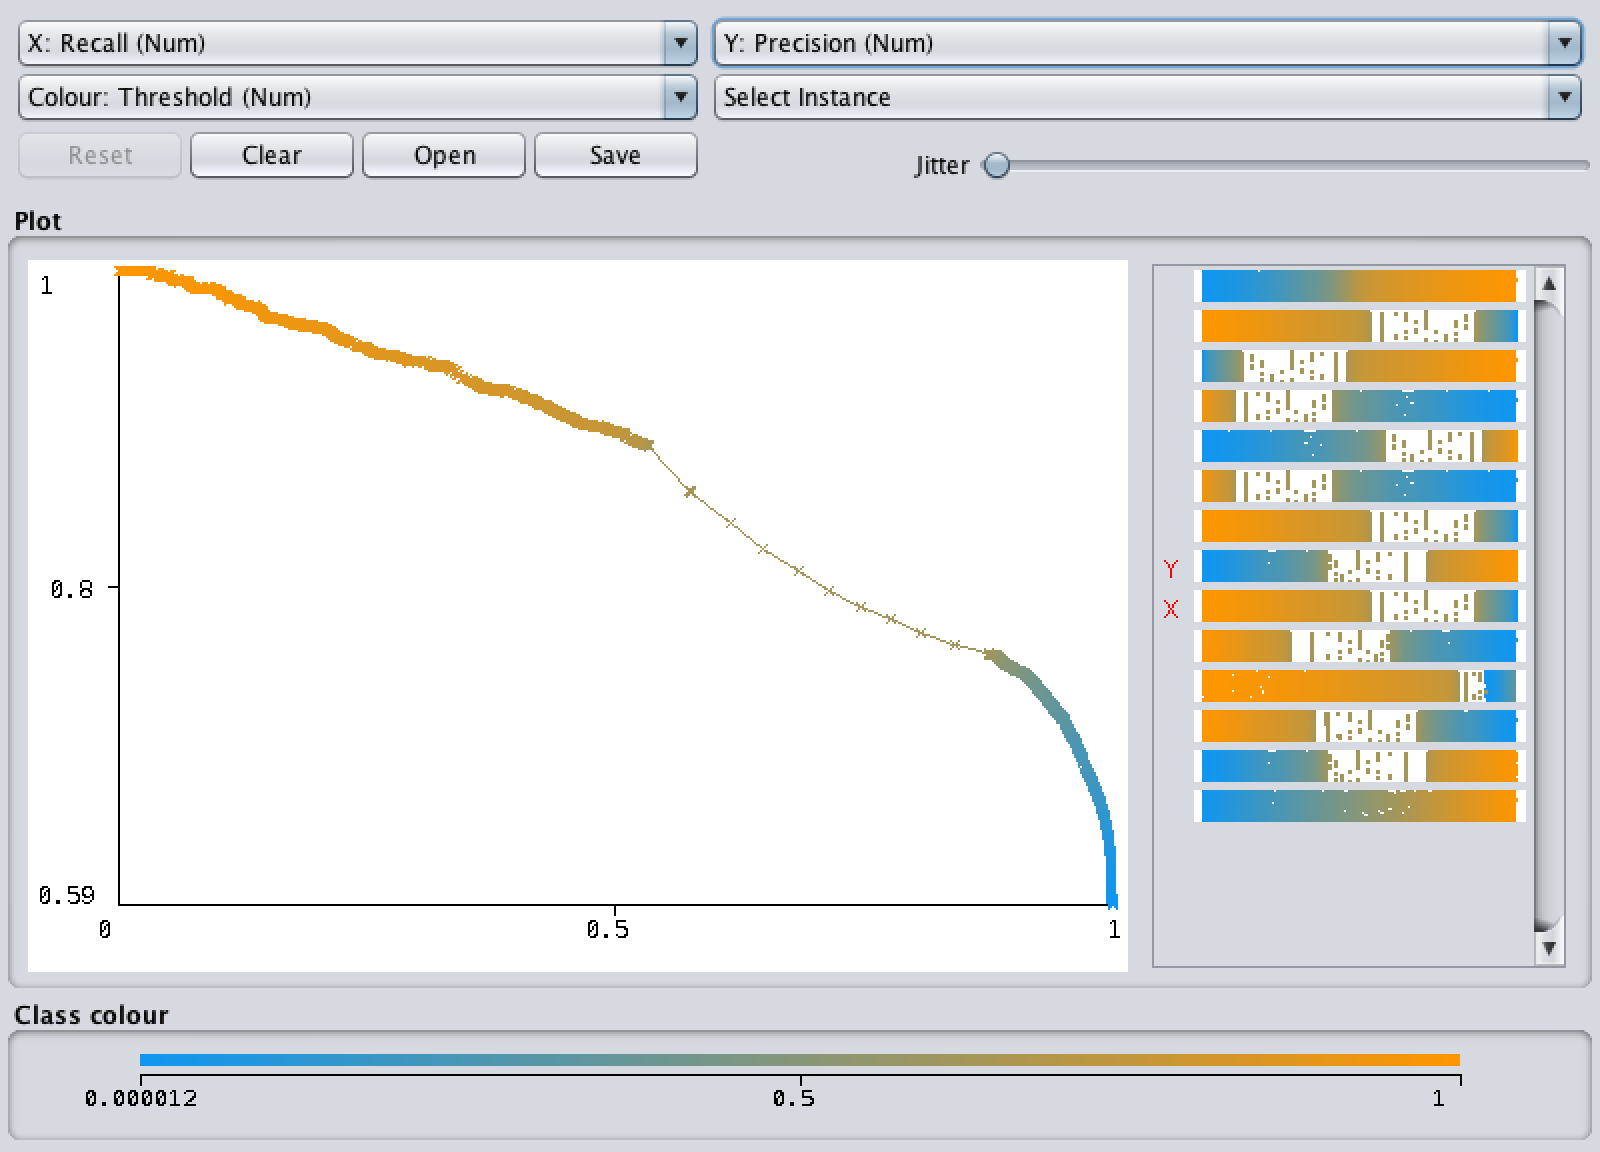 X: Recall (Num)
Y: Precision (Num)
Colour: Threshold (Num)
Select Instance
Reset
Clear
Open
Save
Jitter
Plot
1
0.8
0.59
0
0.5
1
Y
X
Class colour
0.000012
0.5
1